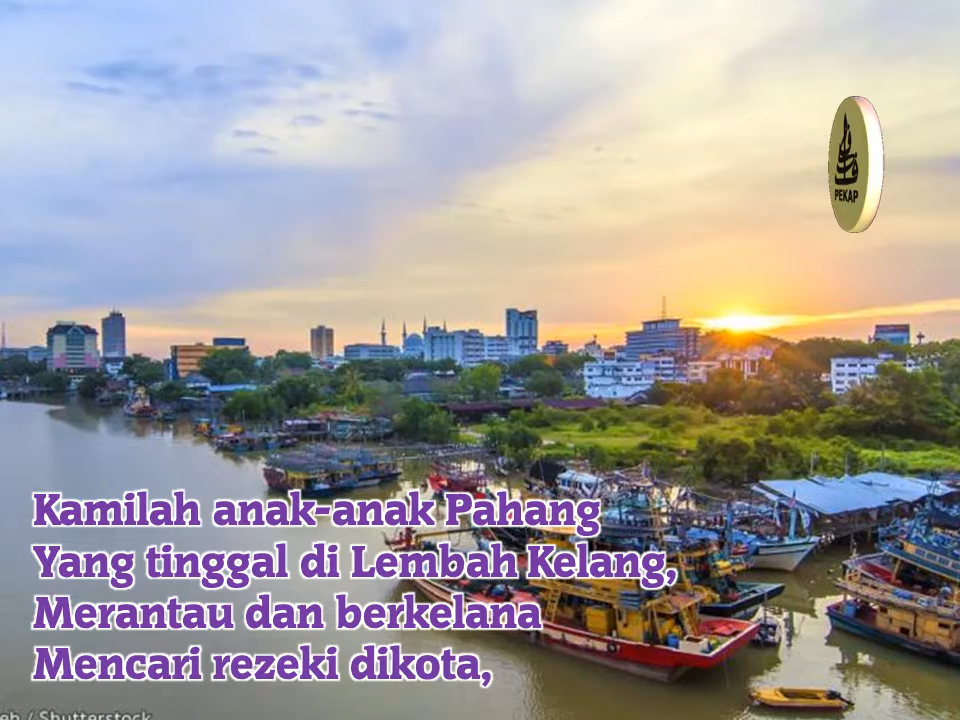 PEKAP
Kamilah anak-anak Pahang
Yang tinggal di Lembah Kelang,
Merantau dan berkelana
Mencari rezeki dikota,
/ Shutterstock